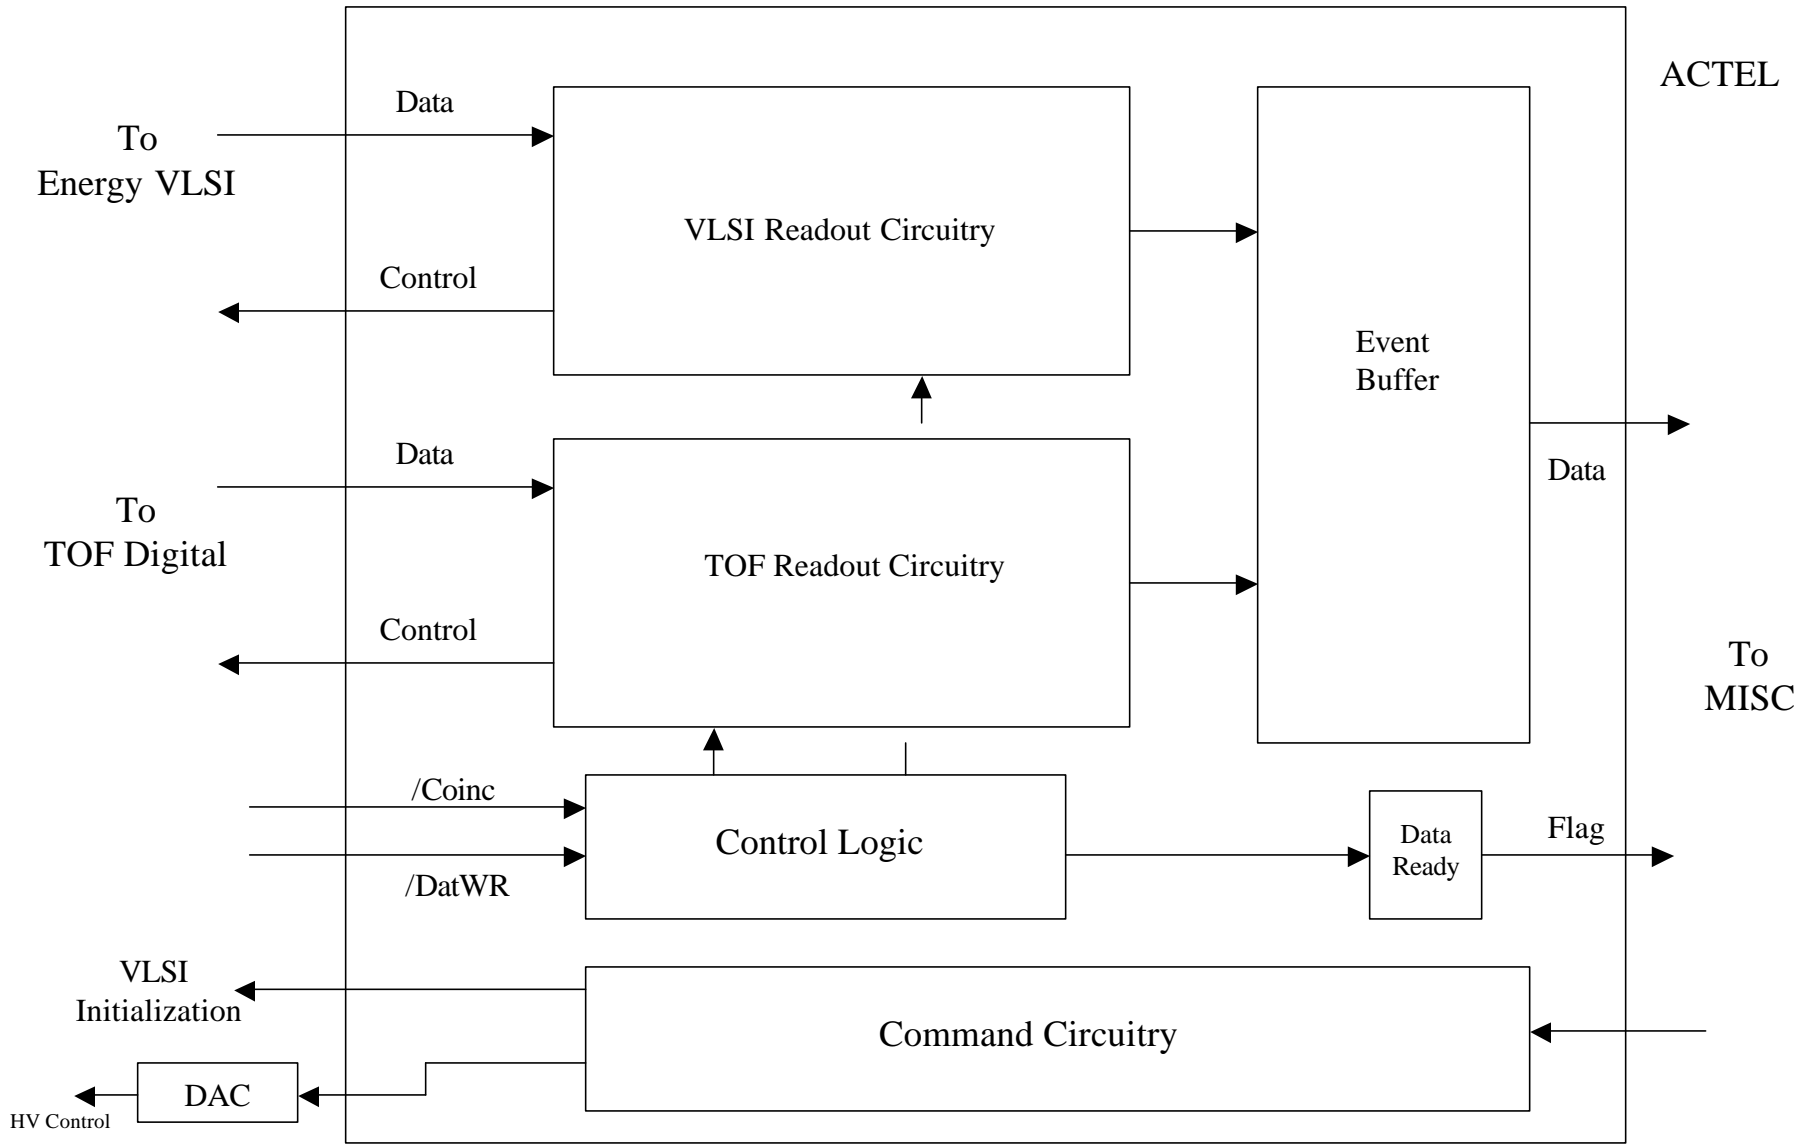 ACTEL
Data
To
Energy VLSI
VLSI Readout Circuitry
Control
Event
Buffer
Data
Data
To
TOF Digital
TOF Readout Circuitry
Control
To
MISC
/Coinc
Control Logic
Data
Ready
Flag
/DatWR
VLSI
Initialization
Command Circuitry
DAC
HV Control